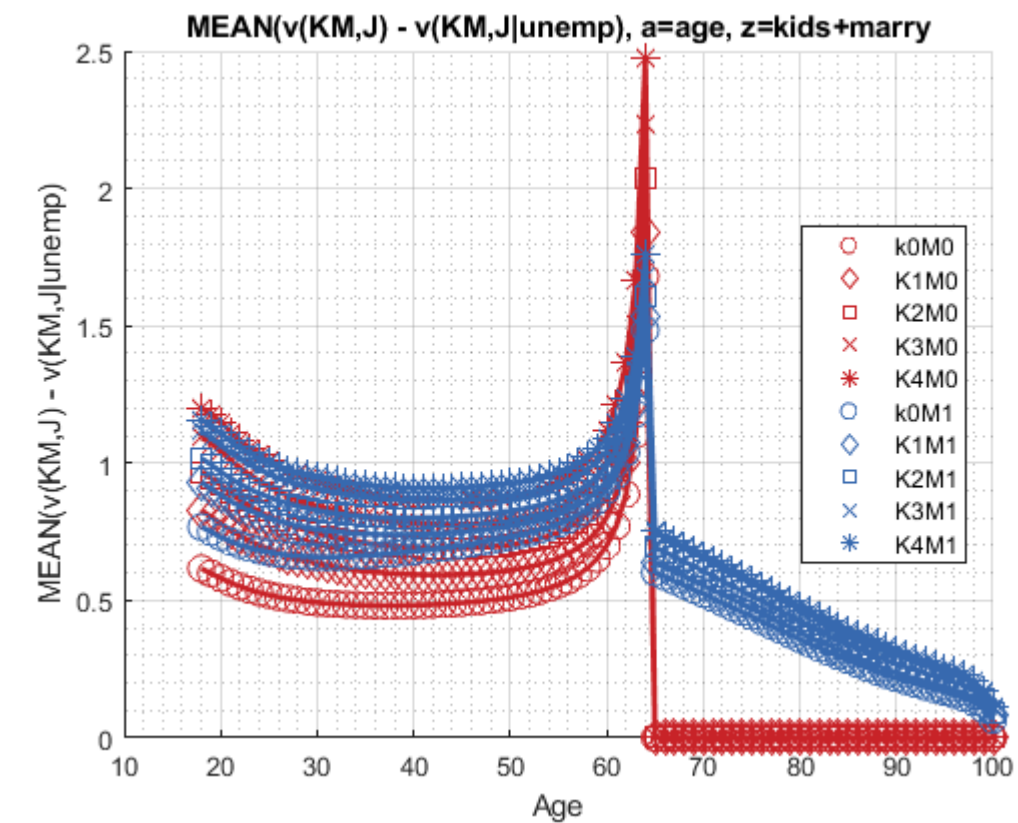 MEAN(v(KM,J) - v(KM,J|unemp), a=age, z=kids+marry
MEAN(v(KM,J) - v(KM,J|unemp)
2.5
2
1.5
1
0.5
0
10
20
30
40
50
60
70
80
90
100
Age
k0M0
K1M0
K2M0
K3M0
K4M0
k0M1
K1M1
K2M1
K3M1
K4M1